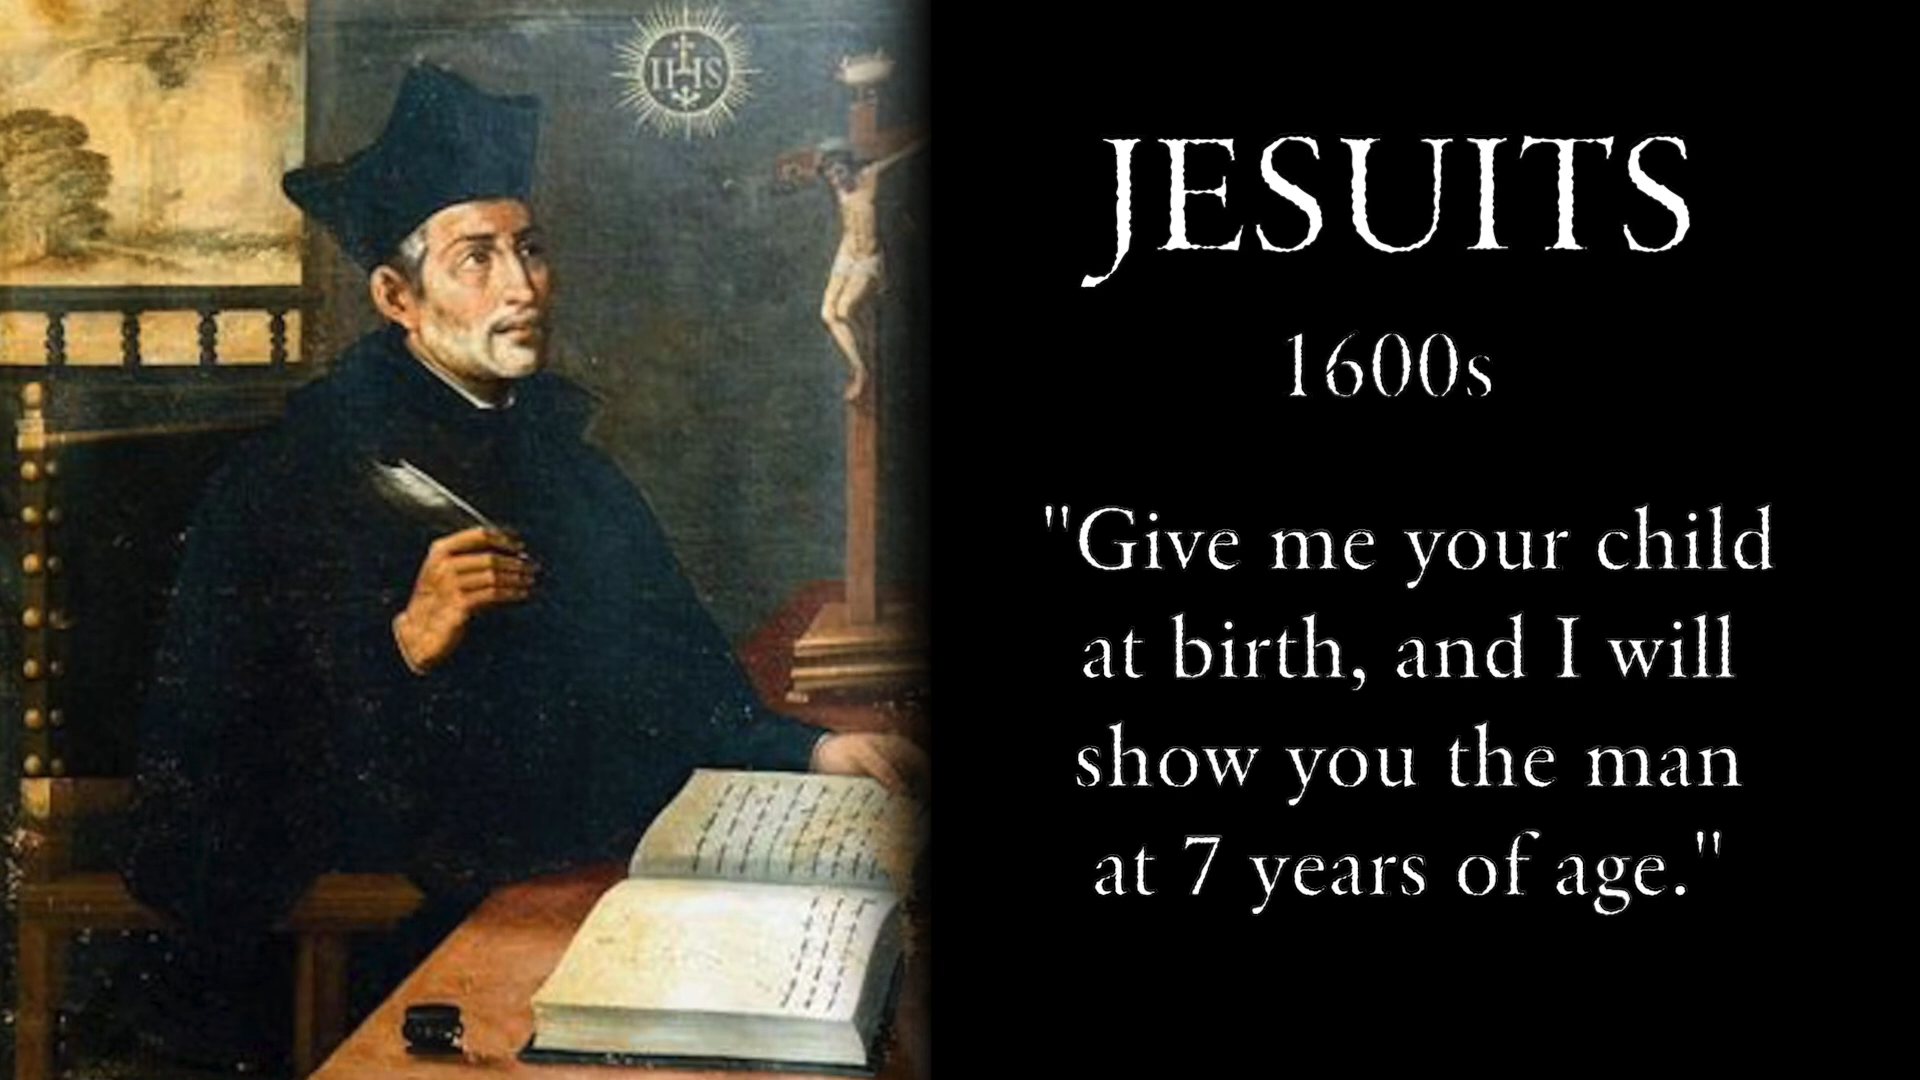 IHS
JESUITS
1600s
"Give me your child
at birth, and I will
show you the man
at 7 years of age."